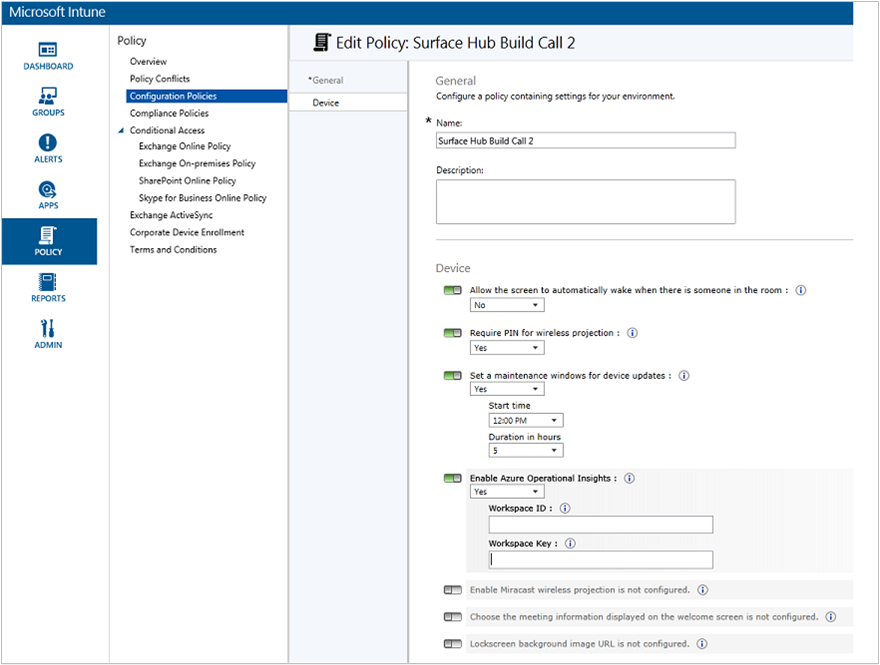 Microsoft Intune
DASHBOARD
GROUPS
ALERTS
APPS
POLICY
REPORTS
ADMIN
Policy
Overview
Policy Conflicts
Configuration Policies
Compliance Policies
Conditional Access
Exchange Online Policy
Exchange On-premises Policy
SharePoint Online Policy
Skype for Business Online Policy
Exchange ActiveSync
Corporate Device Enrollment
Terms and Conditions
Edit Policy: Surface Hub Build Call 2
*General
Device
General
Configure a policy containing settings for your environment.
* Name:
Surface Hub Build Call 2
Description:
Device
Allow the screen to automatically wake when there is someone in the room :
No
Require PIN for wireless projection :
Yes
Set a maintenance windows for device updates :
Yes
Start time
12:00 PM
Duration in hours
5
Enable Azure Operational Insights :
Yes
Workspace ID :
Workspace Key :
Enable Miracast wireless projection is not configured.
Choose the meeting information displayed on the welcome screen is not configured.
Lockscreen background image URL is not configured.